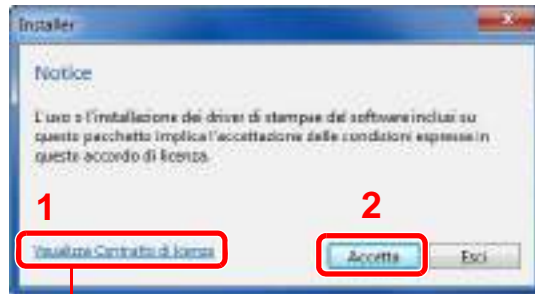 Installer
Notice
L'uso o l'installazione dei driver di stampa e del software inclusi su
questo pacchetto implica l'accettazione delle condizioni espresse in
questo accordo di licenza.
1
2
Visualizza Contratto di licenza
Accetta
Esci